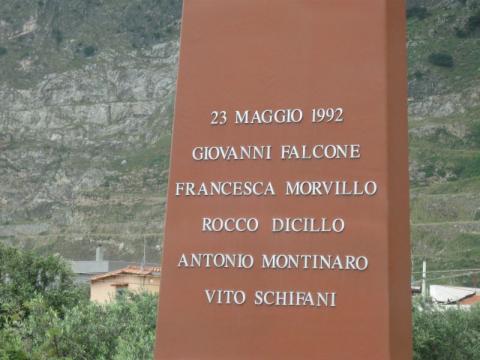 23 MAGGIO 1992
GIOVANNI FALCONE
FRANCESCA MORVILLO
ROCCO DICILLO
ANTONIO MONTINARO
VITO SCHIFANI